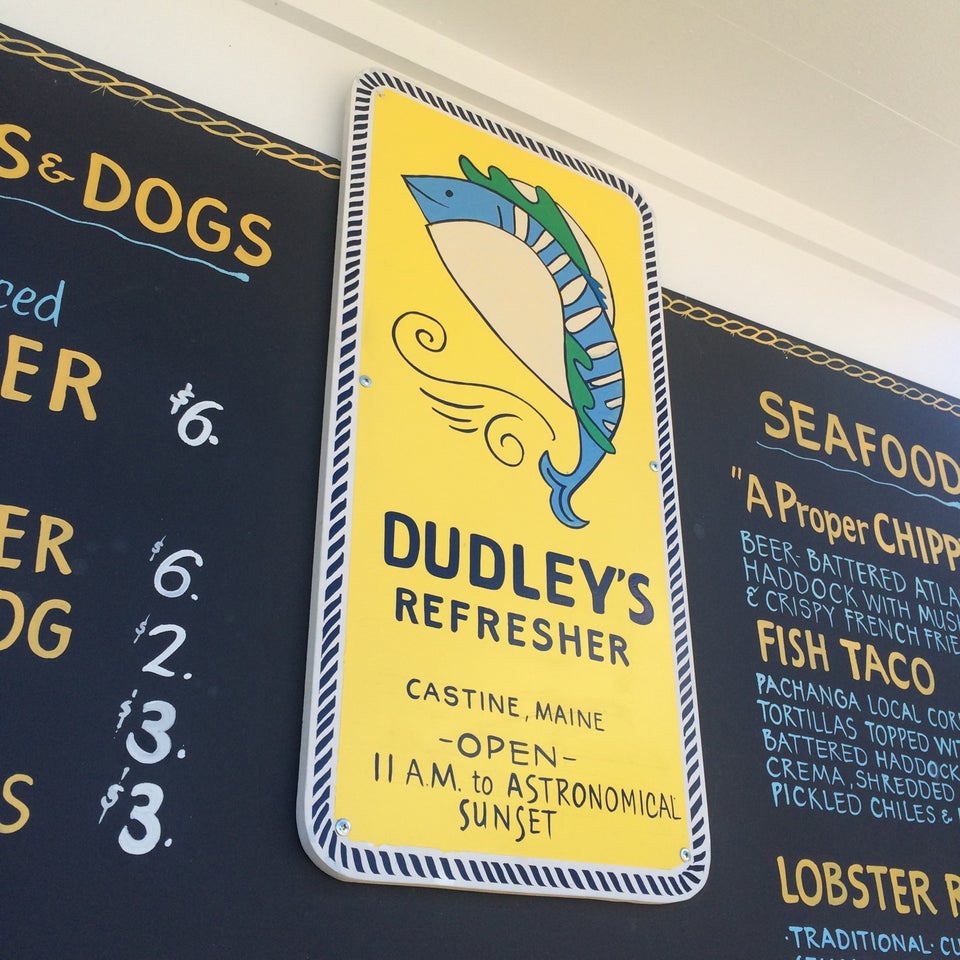 S & DOGS
ced
ER $6.
ER $6.
OG $2.
$3.
S $3.
DUDLEY'S
REFRESHER
CASTINE, MAINE
-OPEN-
11 A.M. to ASTRONOMICAL
SUNSET
SEAFOOD
"A Proper CHIPP
BEER-BATTERED ATLA
HADDOCK WITH MUSH
& CRISPY FRENCH FRIE
FISH TACO
PACHANGA LOCAL COR
TORTILLAS TOPPED WIT
BATTERED HADDOCK
CREMA, SHREDDED
PICKLED CHILES &
LOBSTER R
·TRADITIONAL· CU